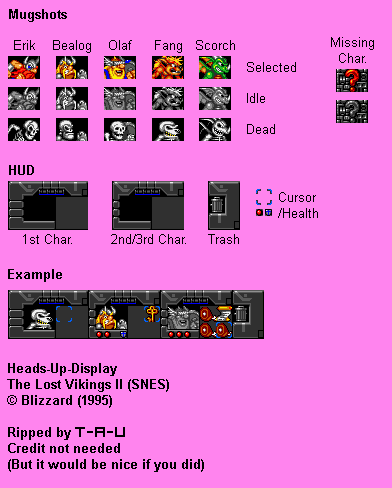 Mugshots
Erik Bealog Olaf Fang Scorch
Missing
Char.
Selected
Idle
Dead
HUD
Cursor
/Health
1st Char. 2nd/3rd Char. Trash
Example
Heads-Up-Display
The Lost Vikings II (SNES)
© Blizzard (1995)
Ripped by T-A-U
Credit not needed
(But it would be nice if you did)